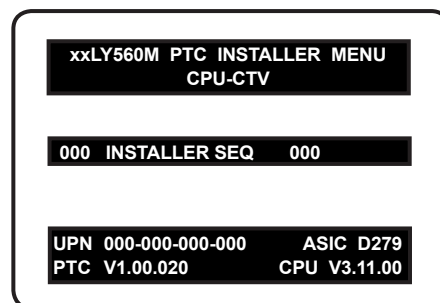 xxLY560M PTC INSTALLER MENU
CPU-CTV
000 INSTALLER SEQ 000
UPN 000-000-000-000 ASIC D279
PTC V1.00.020 CPU V3.11.00